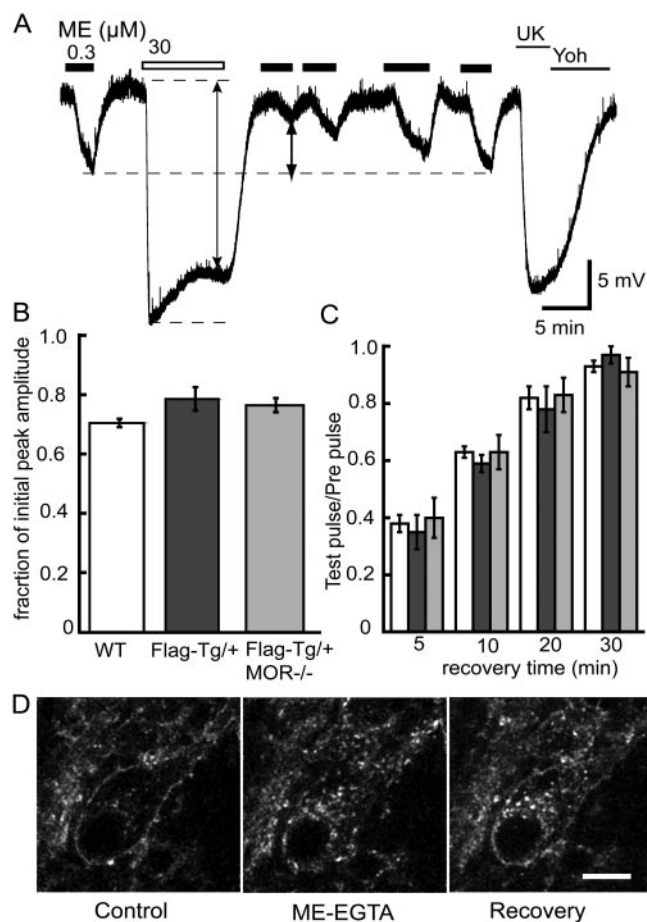 A
ME (μM)
0.3
30
UK
Yoh
5 mV
5 min
B
fracrtion of initial peak amplitude
1.0
0.8
0.6
0.4
0.2
0
WT
Flag-Tg/+
Flag-Tg/+
MOR-/-
C
Test pulse/Pre pulse
1.0
0.8
0.6
0.4
0.2
0
5
10
20
30
recovery time (min)
D
Control
ME-EGTA
Recovery